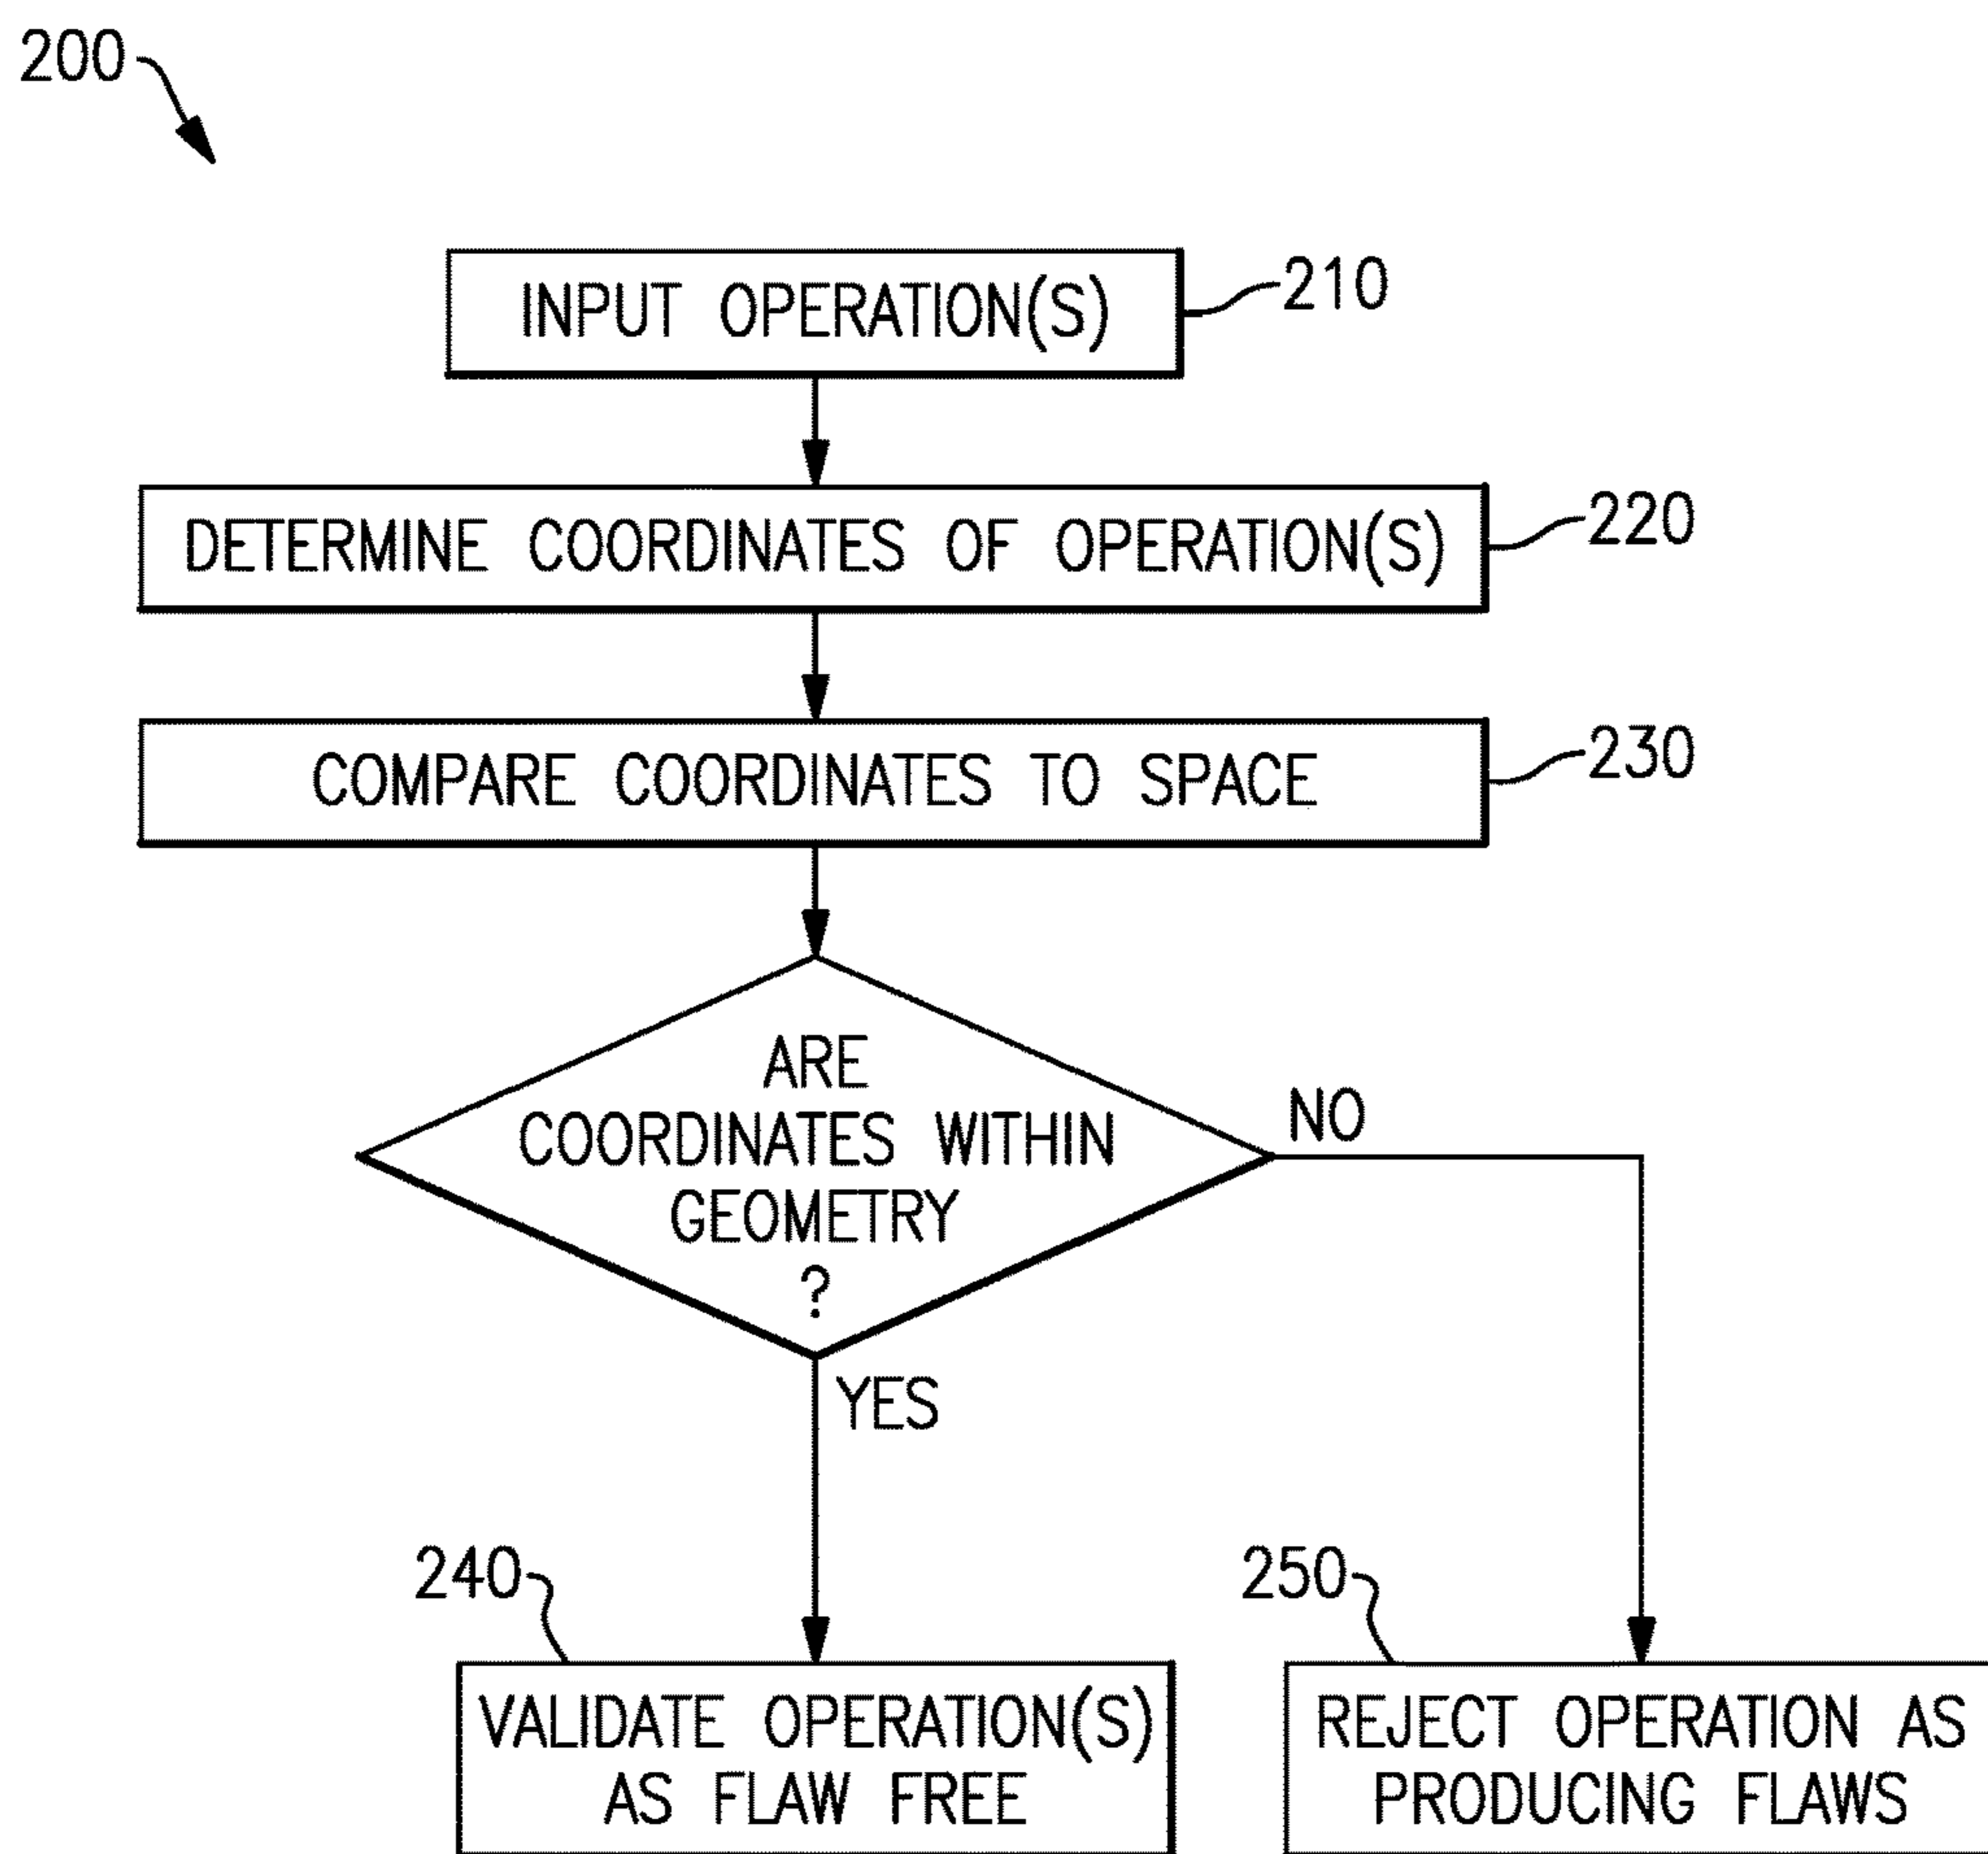 200
INPUT OPERATION(S)
210
DETERMINE COORDINATES OF OPERATION(S)
220
COMPARE COORDINATES TO SPACE
230
ARE
COORDINATES WITHIN
GEOMETRY
?
NO
YES
240
VALIDATE OPERATION(S)
AS FLAW FREE
250
REJECT OPERATION AS
PRODUCING FLAWS